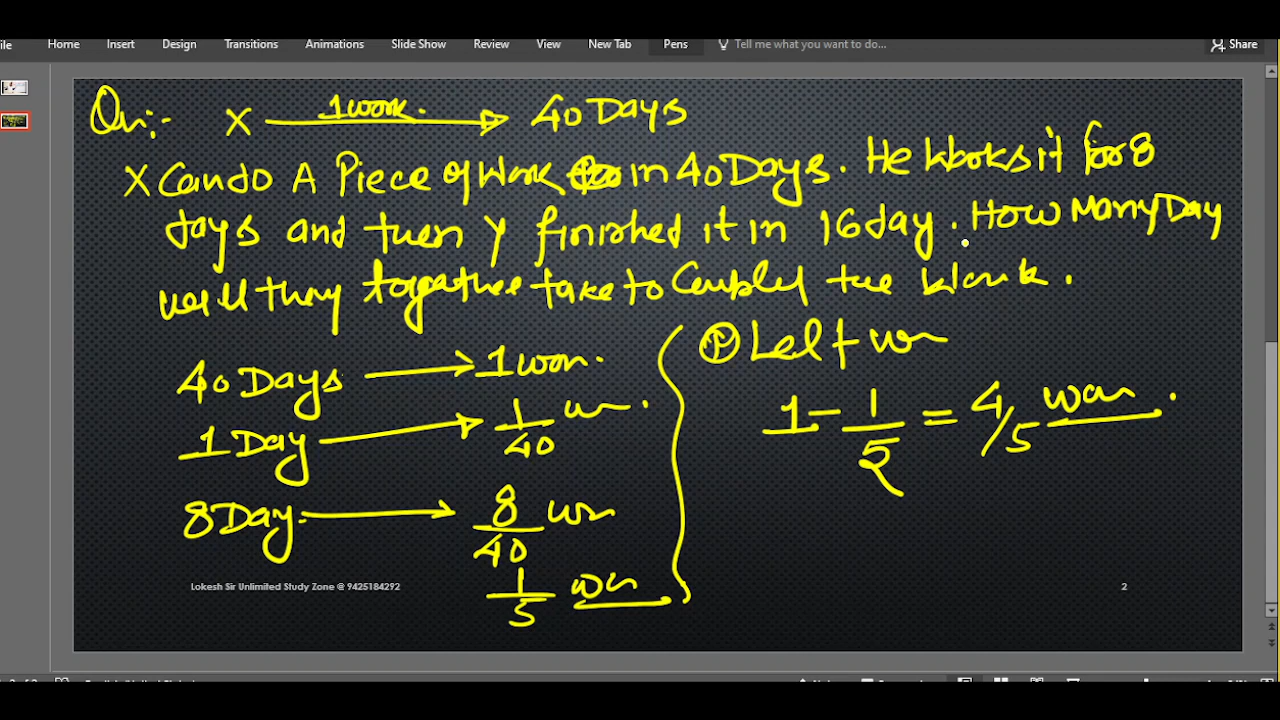 File Home Insert Design Transitions Animations Slide Show Review View New Tab Pens Tell me what you want to do... Share
Qn:- X 1work. 40 Days
X Can do A Piece of Work in 40 Days. He works it for 8
days and then Y finished it in 16 day. How Many Day
will they together take to the work.
40 Days 1 wor.
1 Day 1/40 wr.
8 Day. 8/40 wr
1/5 wr
Left wr
1 - 1/5 = 4/5 wor.
Lokesh Sir Unlimited Study Zone @ 9425184292
2